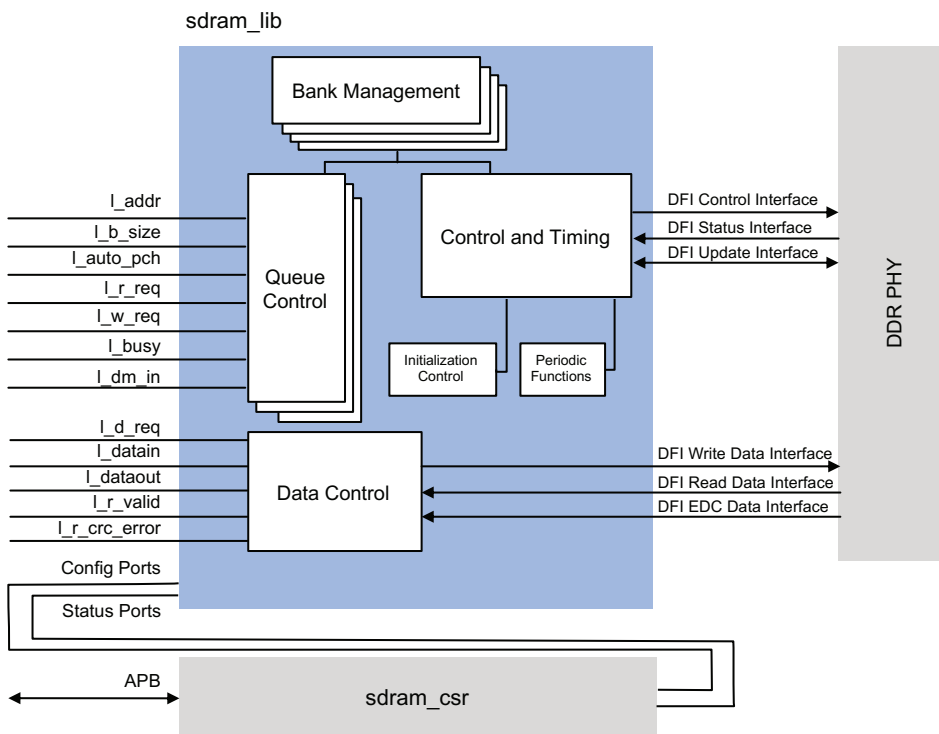 sdram_lib
Bank Management
l_addr
l_b_size
l_auto_pch
l_r_req
l_w_req
l_busy
l_dm_in
Queue
Control
Control and Timing
DFI Control Interface
DFI Status Interface
DFI Update Interface
DDR PHY
Initialization
Control
Periodic
Functions
l_d_req
l_datain
l_dataout
l_r_valid
l_r_crc_error
Data Control
DFI Write Data Interface
DFI Read Data Interface
DFI EDC Data Interface
Config Ports
Status Ports
APB
sdram_csr